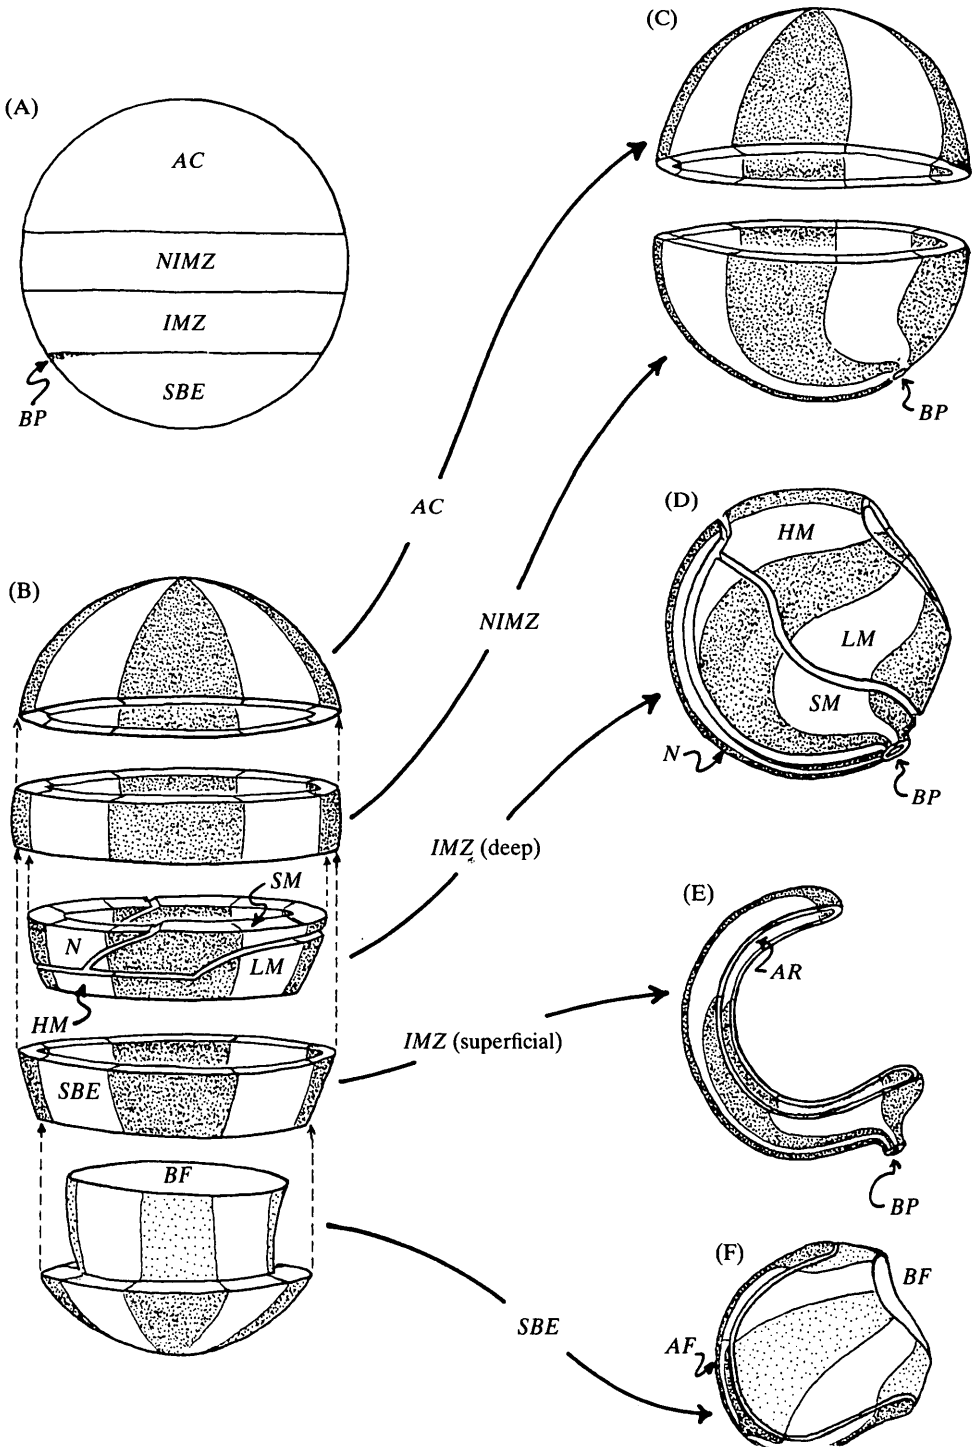 (A)
AC
NIMZ
IMZ
SBE
BP
(B)
SM
N
LM
HM
SBE
BF
AC
NIMZ
IMZ (deep)
IMZ (superficial)
SBE
(C)
BP
(D)
HM
LM
SM
N
BP
(E)
AR
BP
(F)
BF
AF